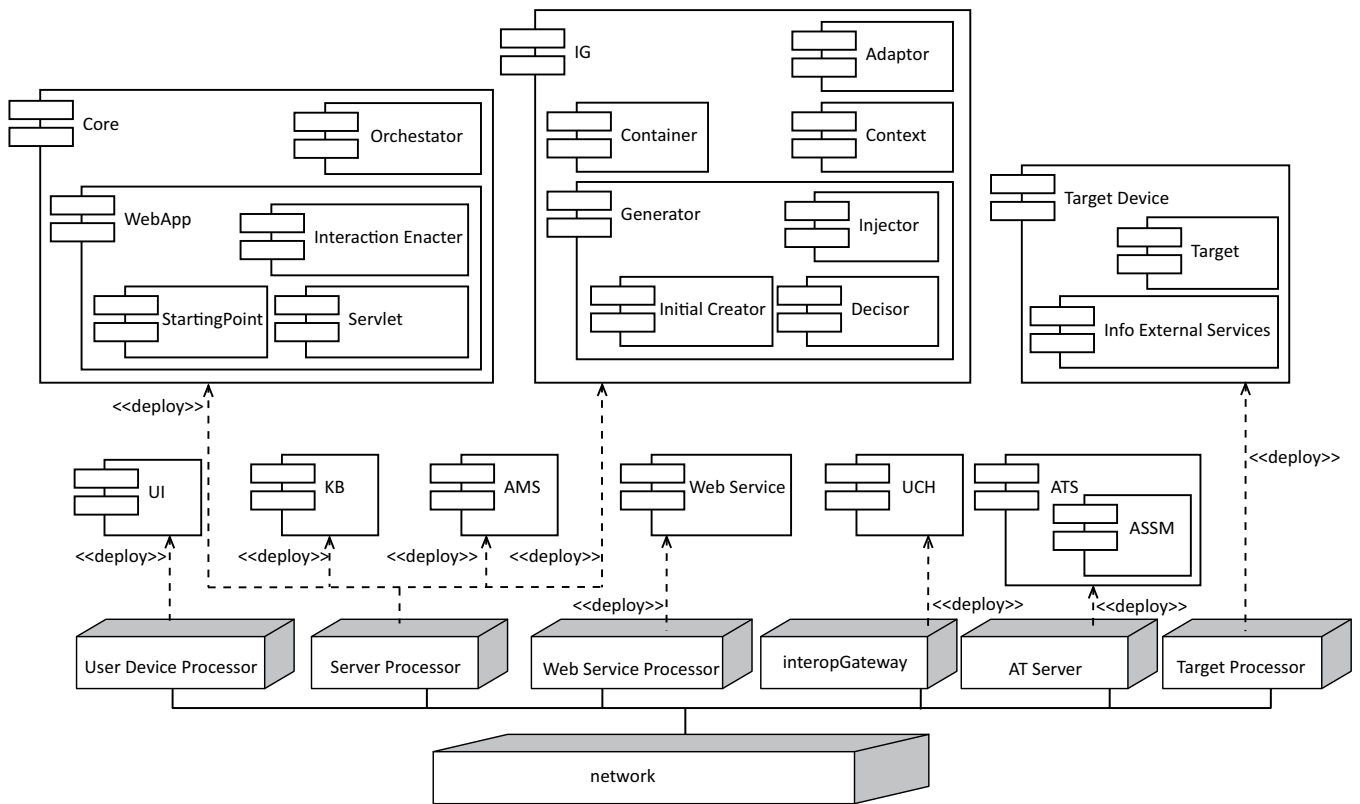 IG
Adaptor
Core
Orchestator
Container
Context
WebApp
Interaction Enacter
Generator
Injector
Target Device
Target
StartingPoint
Servlet
Initial Creator
Decisor
Info External Services
<<deploy>>
<<deploy>>
UI
KB
AMS
Web Service
UCH
ATS
ASSM
<<deploy>>
<<deploy>>
<<deploy>>
<<deploy>>
<<deploy>>
<<deploy>>
<<deploy>>
User Device Processor
Server Processor
Web Service Processor
interopGateway
AT Server
Target Processor
network